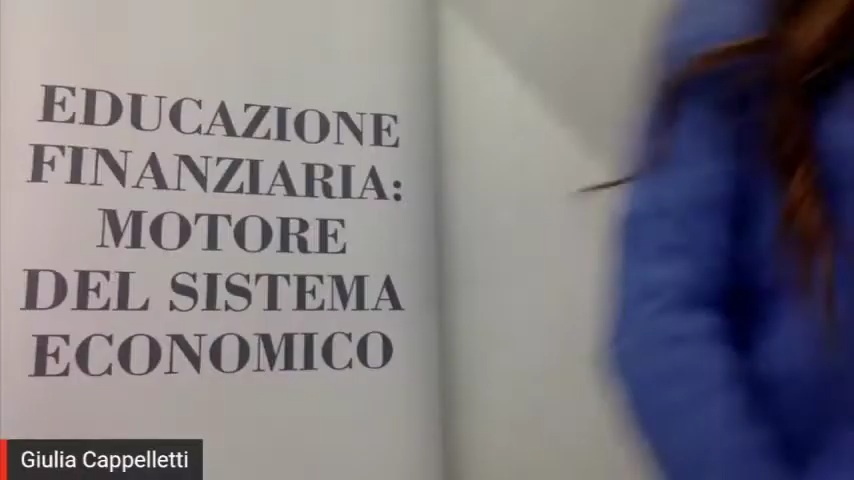 EDUCAZIONE
FINANZIARIA:
MOTORE
DEL SISTEMA
ECONOMICO
Giulia Cappelletti